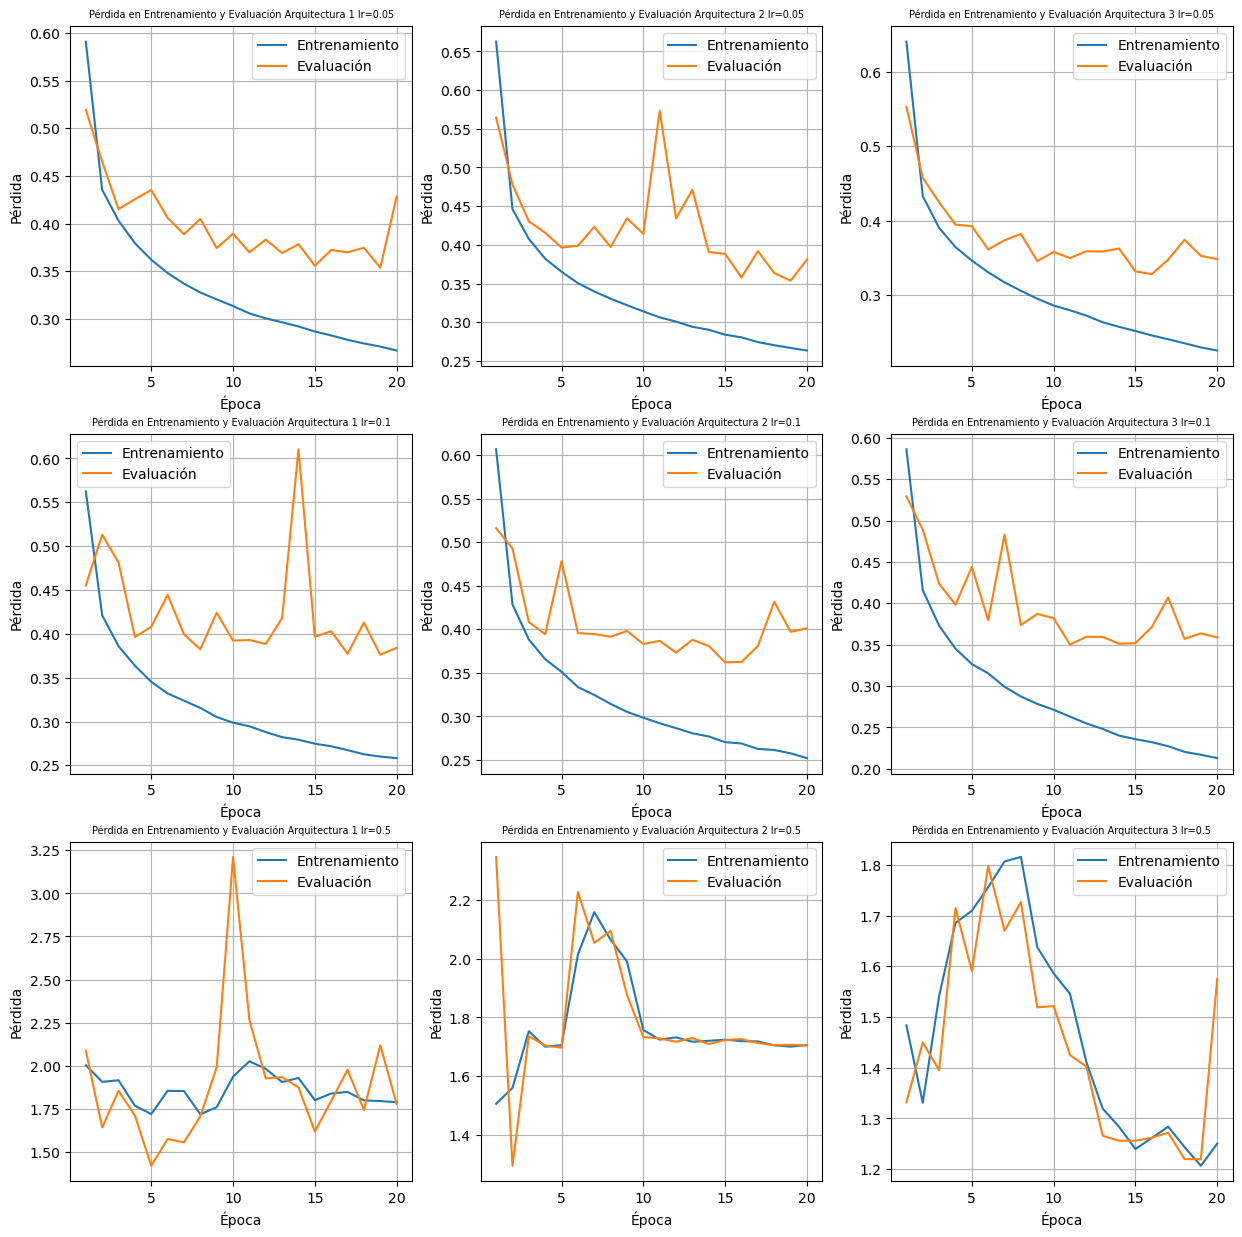 Pérdida en Entrenamiento y Evaluación Arquitectura 1 lr=0.05
Entrenamiento
Evaluación
0.60
0.55
0.50
0.45
0.40
0.35
0.30
Pérdida
5 10 15 20
Época
Pérdida en Entrenamiento y Evaluación Arquitectura 2 lr=0.05
Entrenamiento
Evaluación
0.65
0.60
0.55
0.50
0.45
0.40
0.35
0.30
0.25
Pérdida
5 10 15 20
Época
Pérdida en Entrenamiento y Evaluación Arquitectura 3 lr=0.05
Entrenamiento
Evaluación
0.6
0.5
0.4
0.3
Pérdida
5 10 15 20
Época
Pérdida en Entrenamiento y Evaluación Arquitectura 1 lr=0.1
Entrenamiento
Evaluación
0.60
0.55
0.50
0.45
0.40
0.35
0.30
0.25
Pérdida
5 10 15 20
Época
Pérdida en Entrenamiento y Evaluación Arquitectura 2 lr=0.1
Entrenamiento
Evaluación
0.60
0.55
0.50
0.45
0.40
0.35
0.30
0.25
Pérdida
5 10 15 20
Época
Pérdida en Entrenamiento y Evaluación Arquitectura 3 lr=0.1
Entrenamiento
Evaluación
0.60
0.55
0.50
0.45
0.40
0.35
0.30
0.25
0.20
Pérdida
5 10 15 20
Época
Pérdida en Entrenamiento y Evaluación Arquitectura 1 lr=0.5
Entrenamiento
Evaluación
3.25
3.00
2.75
2.50
2.25
2.00
1.75
1.50
Pérdida
5 10 15 20
Época
Pérdida en Entrenamiento y Evaluación Arquitectura 2 lr=0.5
Entrenamiento
Evaluación
2.2
2.0
1.8
1.6
1.4
Pérdida
5 10 15 20
Época
Pérdida en Entrenamiento y Evaluación Arquitectura 3 lr=0.5
Entrenamiento
Evaluación
1.8
1.7
1.6
1.5
1.4
1.3
1.2
Pérdida
5 10 15 20
Época